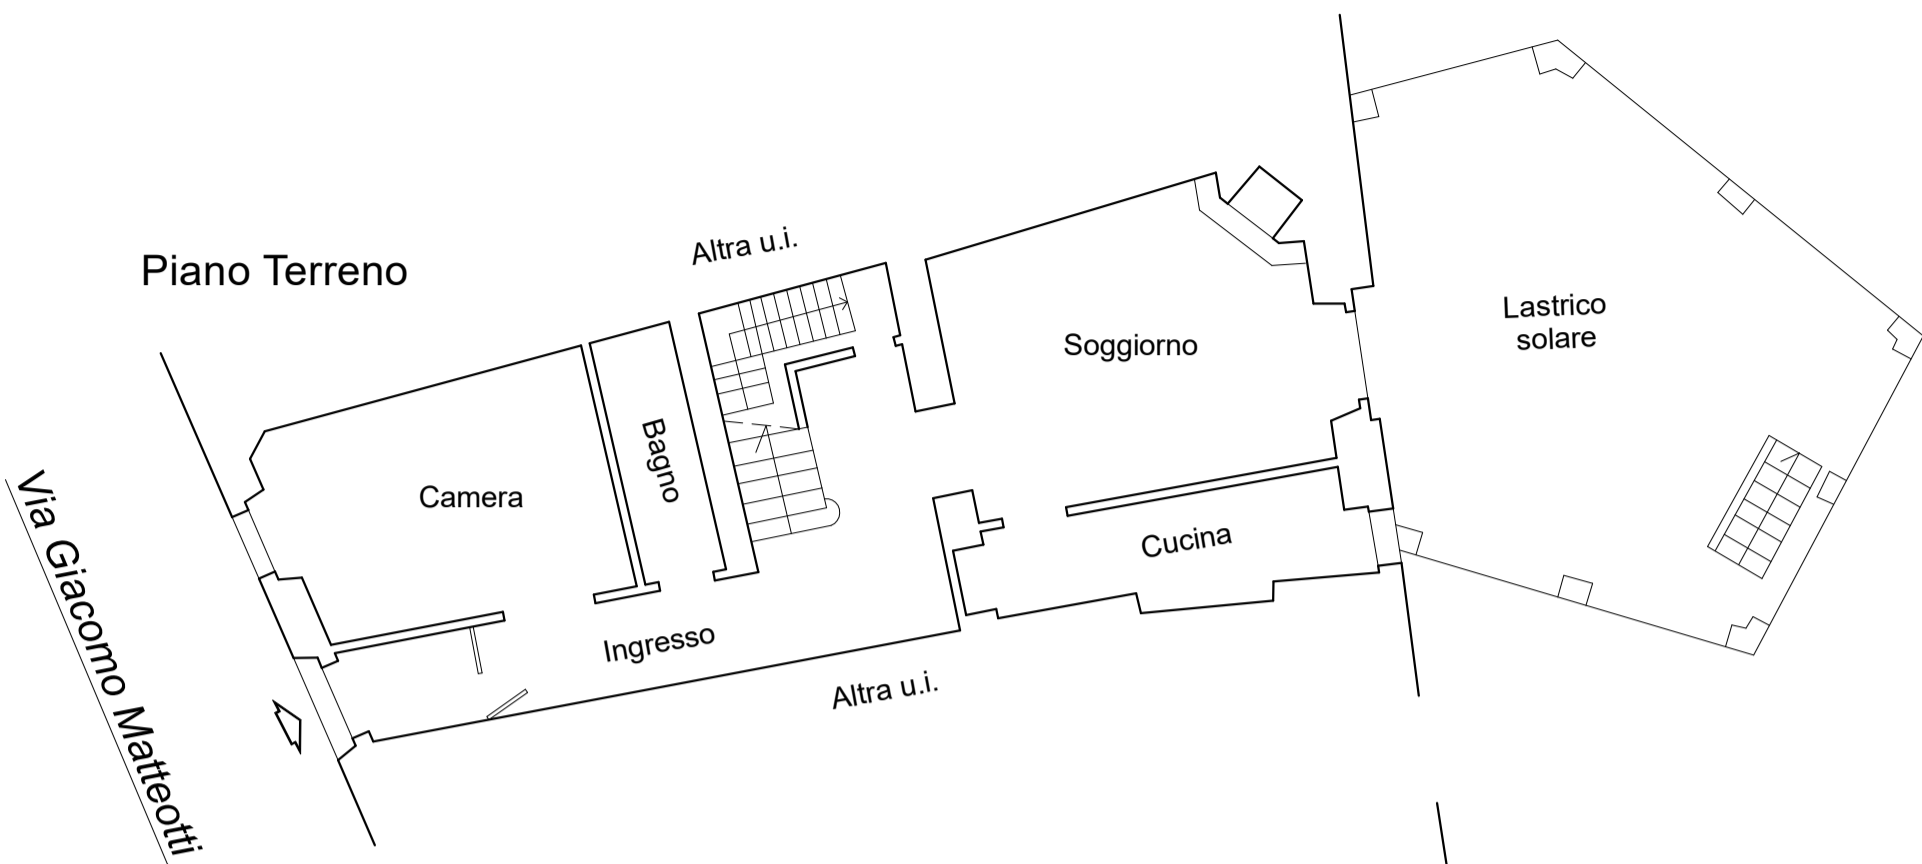 Piano Terreno
Altra u.i.
Lastrico
solare
Soggiorno
Bagno
Camera
Cucina
Ingresso
Altra u.i.
Via Giacomo Matteotti